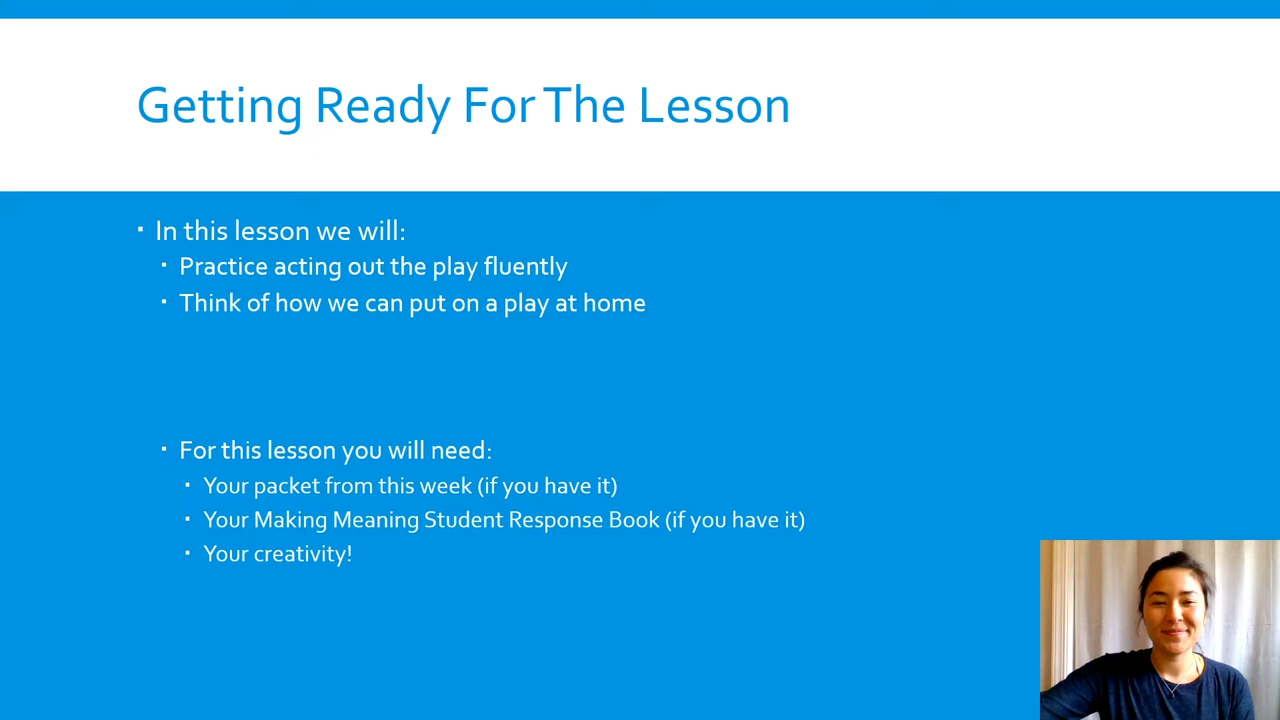 Getting Ready For The Lesson
▪ In this lesson we will:
▪ Practice acting out the play fluently
▪ Think of how we can put on a play at home
▪ For this lesson you will need:
▪ Your packet from this week (if you have it)
▪ Your Making Meaning Student Response Book (if you have it)
▪ Your creativity!